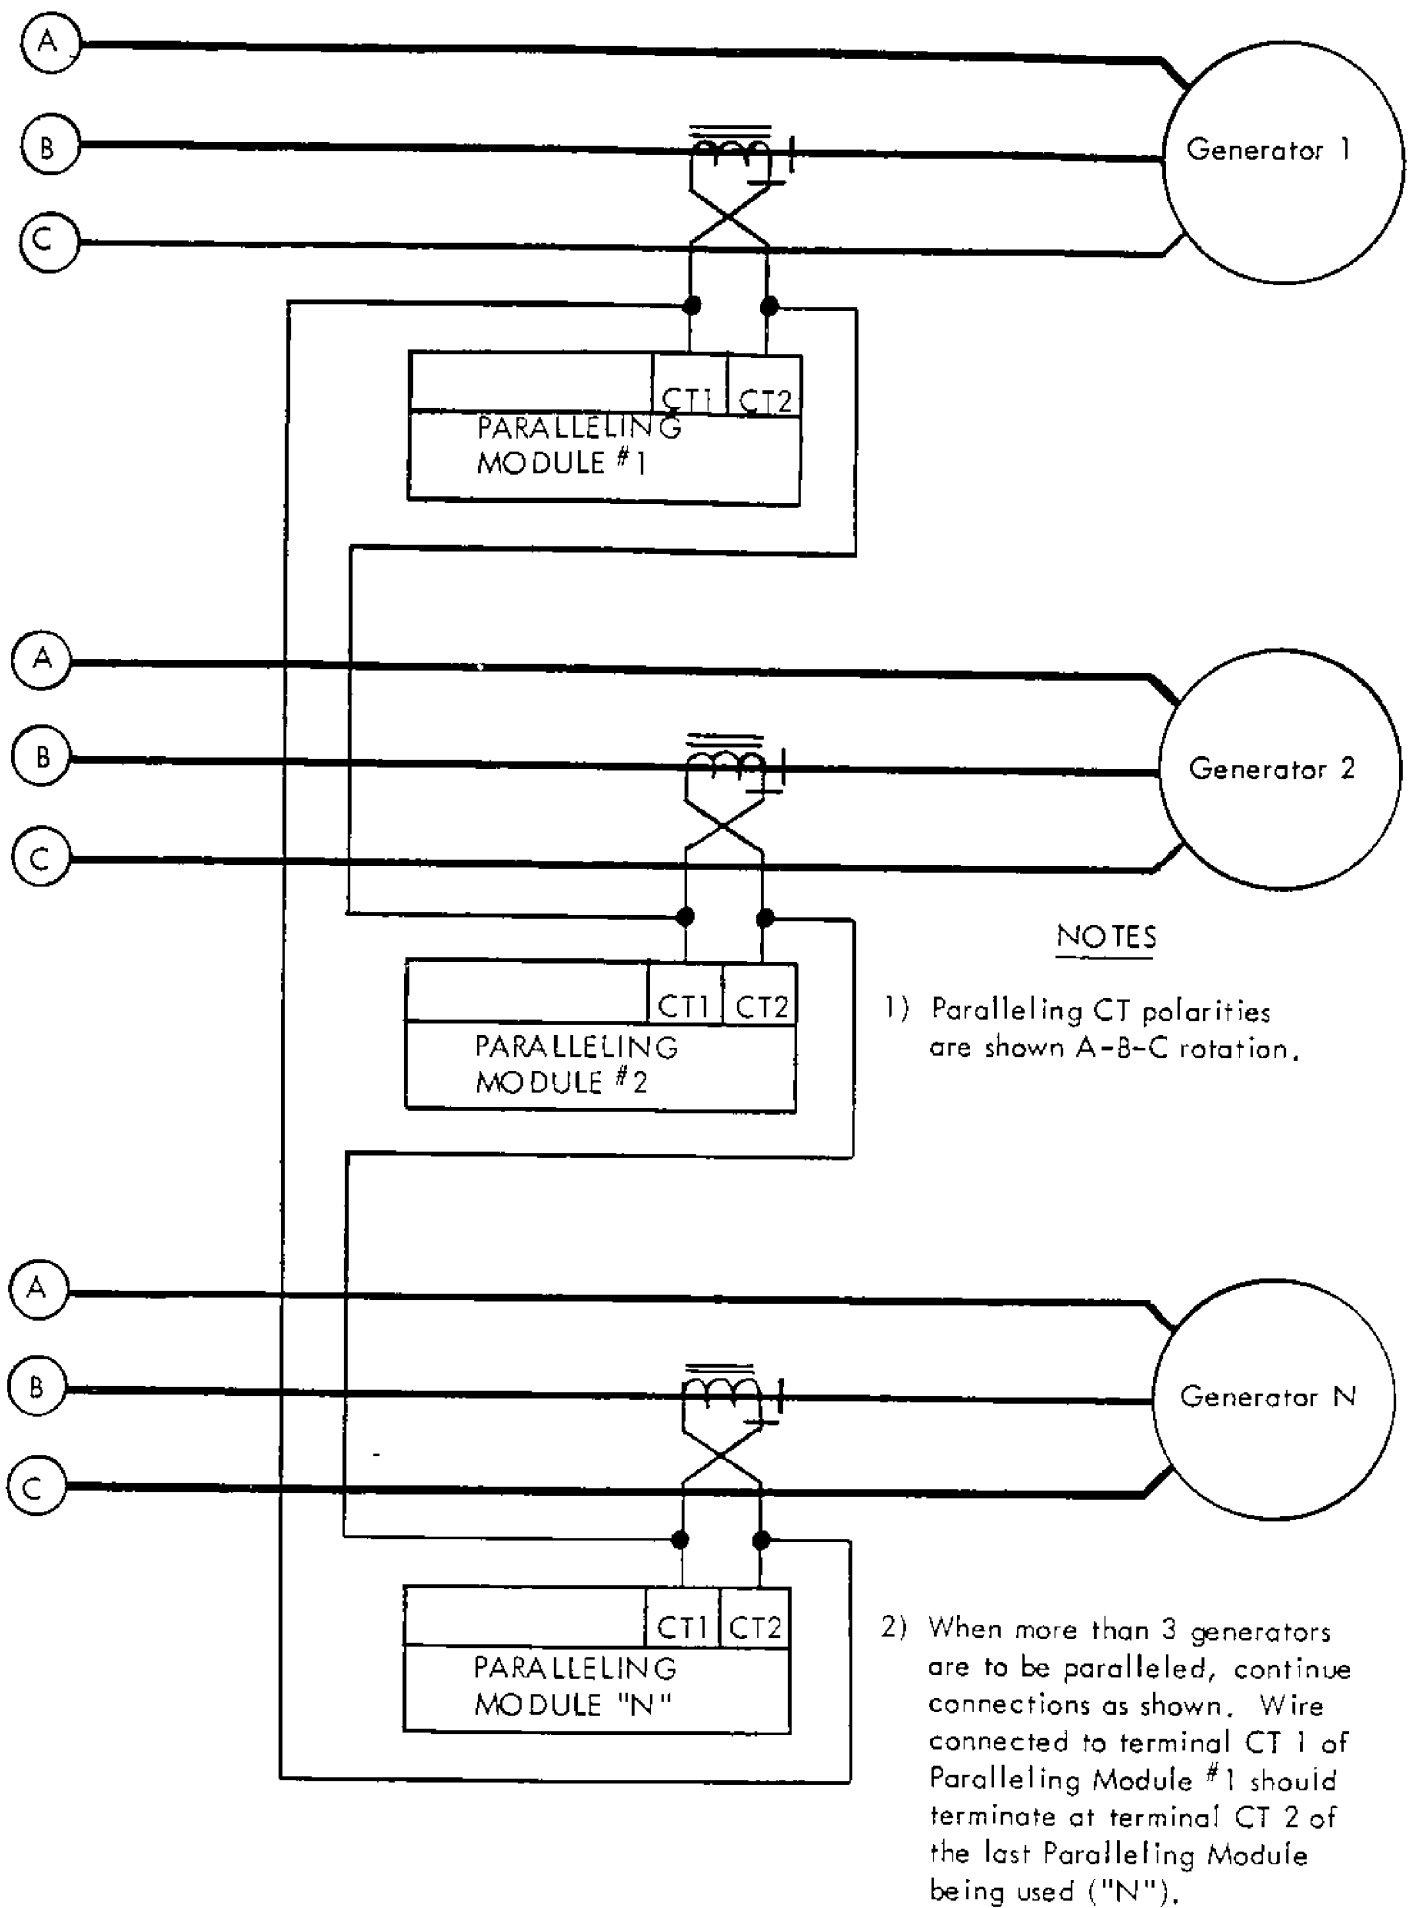 A
B
Generator 1
C
CT1 CT2
PARALLELING
MODULE #1
A
B
Generator 2
C
NOTES
CT1 CT2
1) Paralleling CT polarities
are shown A-B-C rotation.
PARALLELING
MODULE #2
A
B
Generator N
C
CT1 CT2
PARALLELING
MODULE "N"
2) When more than 3 generators
are to be paralleled, continue
connections as shown. Wire
connected to terminal CT 1 of
Paralleling Module #1 should
terminate at terminal CT 2 of
the last Paralleling Module
being used ("N").